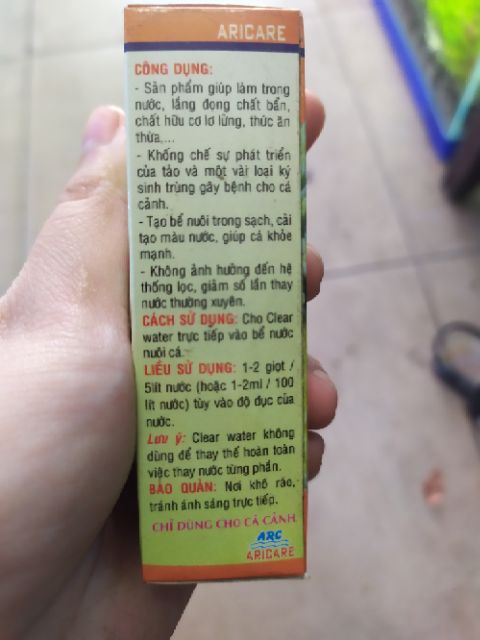 ARICARE
CÔNG DỤNG:
- Sản phẩm giúp làm trong
nước, lắng đọng chất bẩn,
chất hữu cơ lơ lửng, thức ăn
thừa,...
- Khống chế sự phát triển
của tảo và một vài loại ký
sinh trùng gây bệnh cho cá
cảnh.
- Tạo bể nuôi trong sạch, cải
tạo màu nước, giúp cá khỏe
mạnh.
- Không ảnh hưởng đến hệ
thống lọc, giảm số lần thay
nước thường xuyên.
CÁCH SỬ DỤNG: Cho Clear
water trực tiếp vào bể nước
nuôi cá.
LIỀU SỬ DỤNG: 1-2 giọt /
5lít nước (hoặc 1-2ml / 100
lít nước) tùy vào độ đục của
nước.
Lưu ý: Clear water không
dùng để thay thế hoàn toàn
việc thay nước từng phần.
BẢO QUẢN: Nơi khô ráo,
tránh ánh sáng trực tiếp.
CHỈ DÙNG CHO CÁ CẢNH
ARC
ARICARE